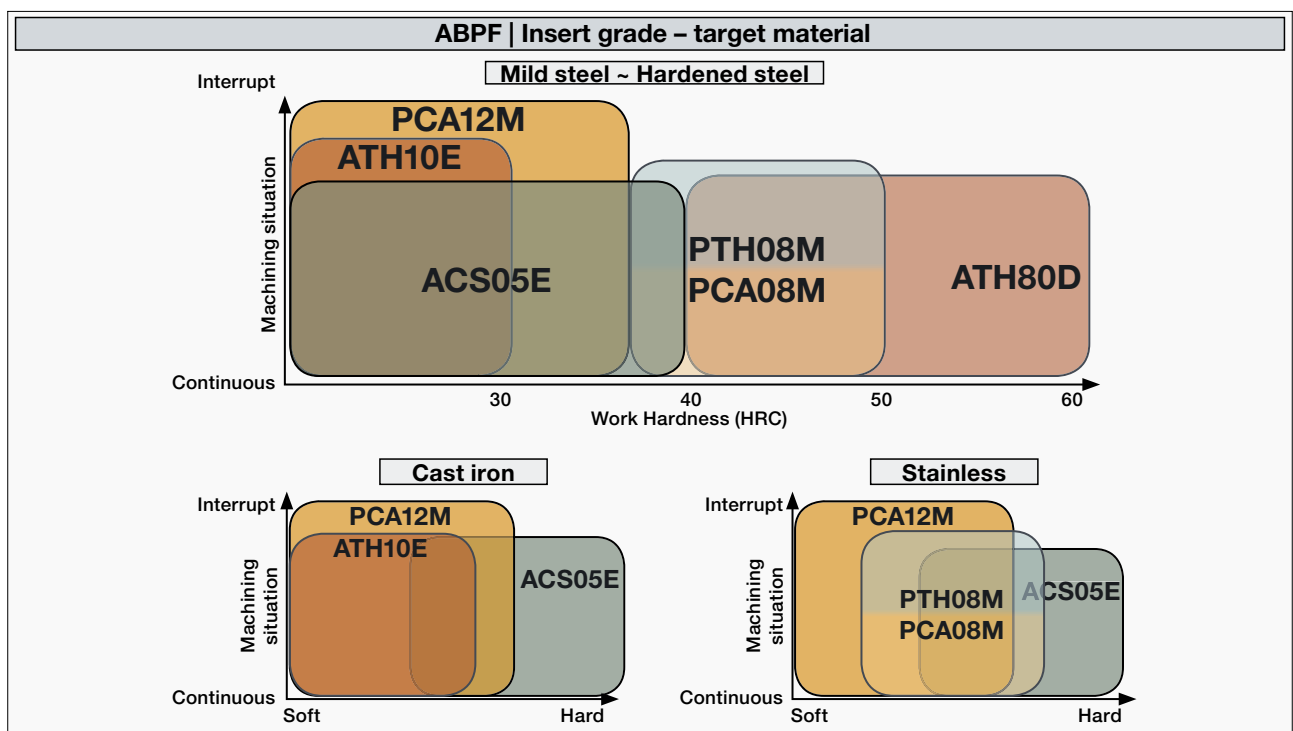 ABPF | Insert grade – target material
Mild steel ~ Hardened steel
Interrupt
PCA12M
ATH10E
Machining situation
ACS05E
PTH08M
PCA08M
ATH80D
Continuous
30
40
50
60
Work Hardness (HRC)
Cast iron
Interrupt
PCA12M
ATH10E
ACS05E
Machining
situation
Continuous
Soft
Hard
Stainless
Interrupt
PCA12M
ACS05E
PTH08M
PCA08M
Machining
situation
Continuous
Soft
Hard